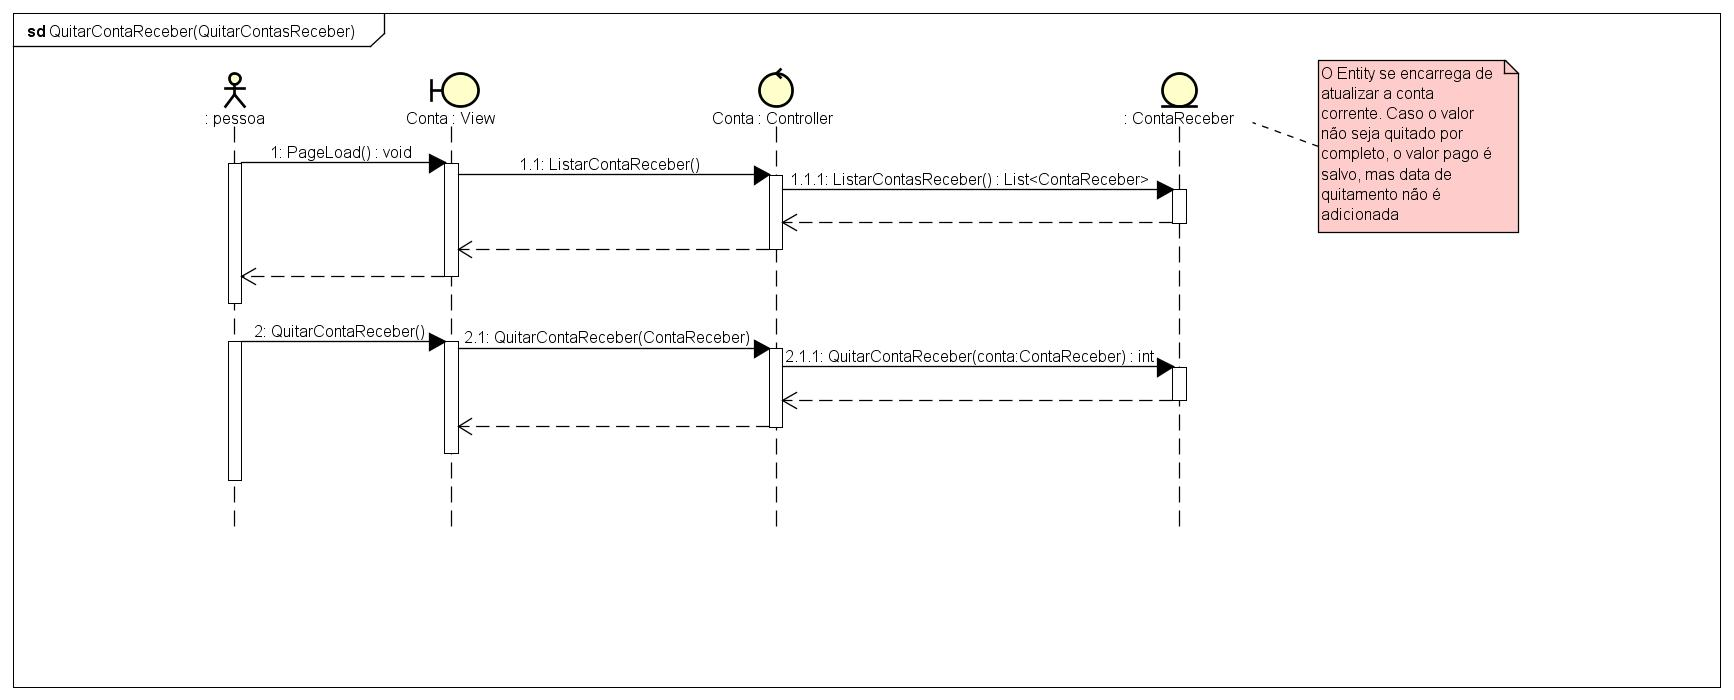 sd QuitarContaReceber(QuitarContasReceber)
: pessoa
Conta : View
Conta : Controller
: ContaReceber
O Entity se encarrega de
atualizar a conta
corrente. Caso o valor
não seja quitado por
completo, o valor pago é
salvo, mas data de
quitamento não é
adicionada
1: PageLoad() : void
1.1: ListarContaReceber()
1.1.1: ListarContasReceber() : List<ContaReceber>
2: QuitarContaReceber()
2.1: QuitarContaReceber(ContaReceber)
2.1.1: QuitarContaReceber(conta:ContaReceber) : int